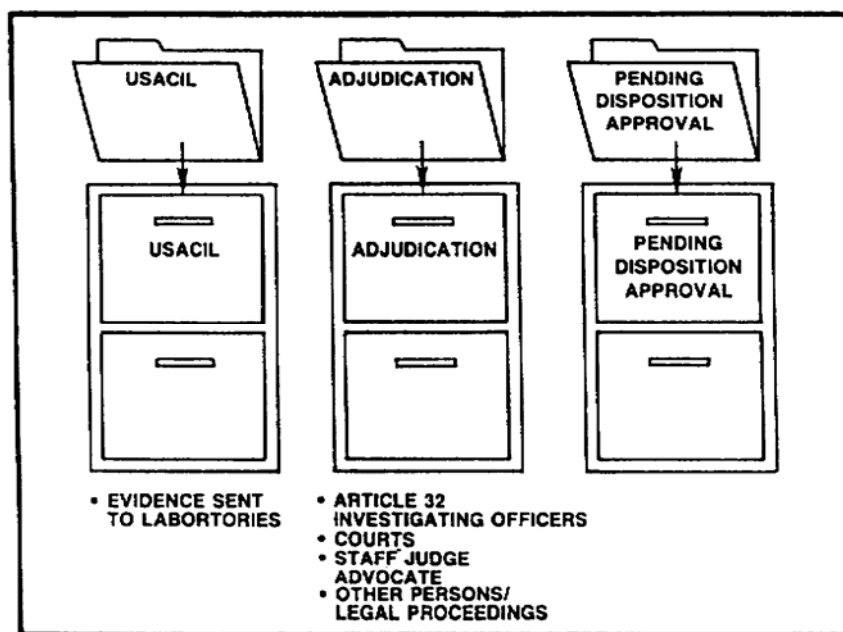 USACIL
ADJUDICATION
PENDING
DISPOSITION
APPROVAL
USACIL
ADJUDICATION
PENDING
DISPOSITION
APPROVAL
• EVIDENCE SENT
TO LABORTORIES
• ARTICLE 32
INVESTIGATING OFFICERS
• COURTS
• STAFF JUDGE
ADVOCATE
• OTHER PERSONS/
LEGAL PROCEEDINGS